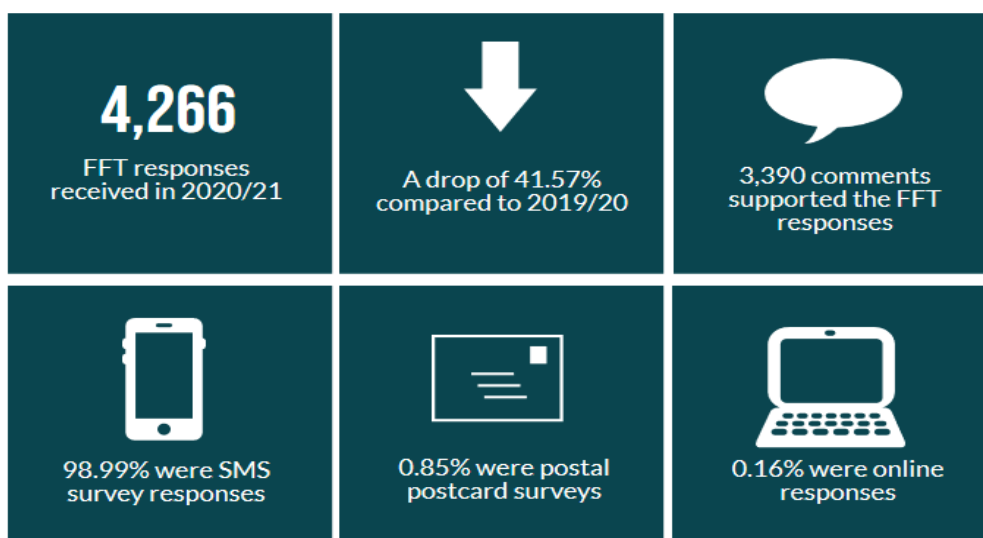 4,266
FFT responses
received in 2020/21
A drop of 41.57%
compared to 2019/20
3,390 comments
supported the FFT
responses
98.99% were SMS
survey responses
0.85% were postal
postcard surveys
0.16% were online
responses